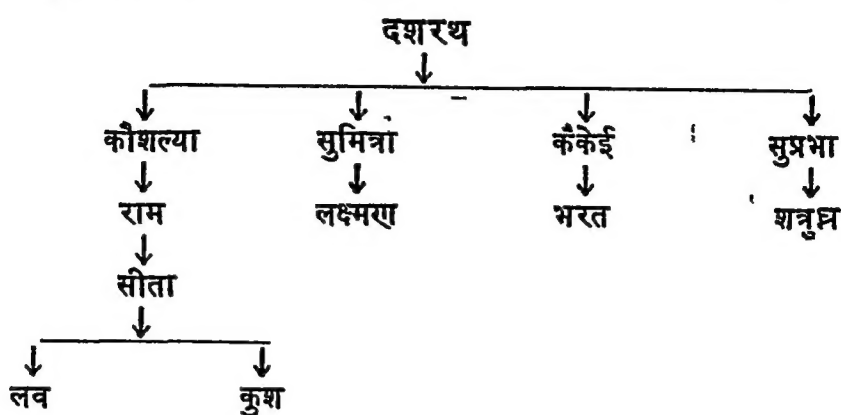 दशरथ
कौशल्या सुमित्रा कैकेई सुप्रभा
राम लक्ष्मण भरत शत्रुघ्न
सीता
लव कुश